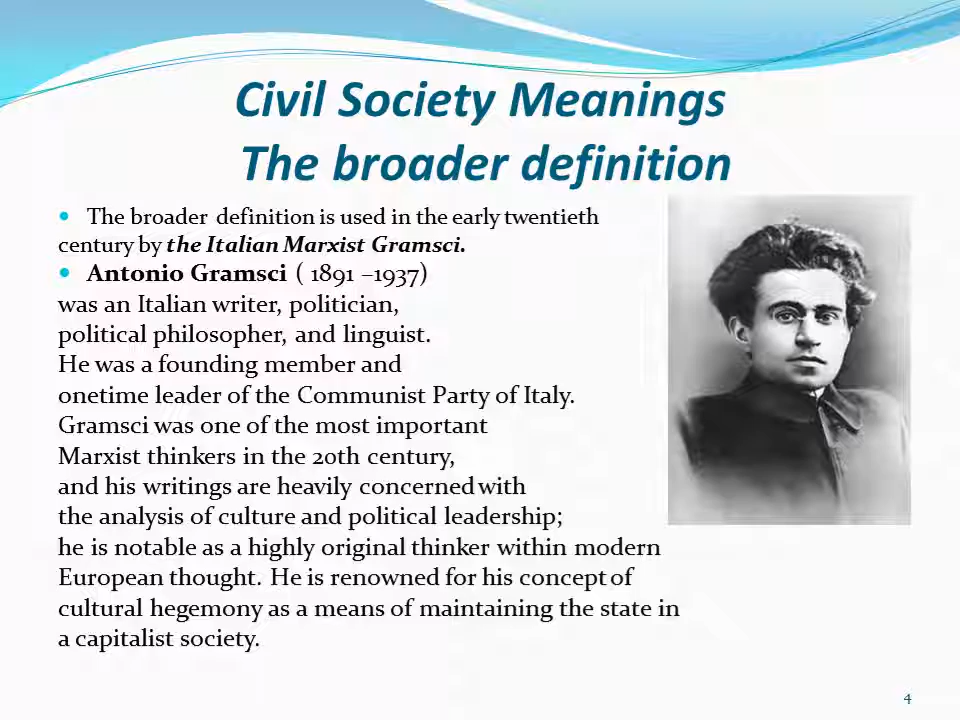 Civil Society Meanings
The broader definition
• The broader definition is used in the early twentieth
century by the Italian Marxist Gramsci.
• Antonio Gramsci ( 1891 –1937)
was an Italian writer, politician,
political philosopher, and linguist.
He was a founding member and
onetime leader of the Communist Party of Italy.
Gramsci was one of the most important
Marxist thinkers in the 20th century,
and his writings are heavily concerned with
the analysis of culture and political leadership;
he is notable as a highly original thinker within modern
European thought. He is renowned for his concept of
cultural hegemony as a means of maintaining the state in
a capitalist society.
4